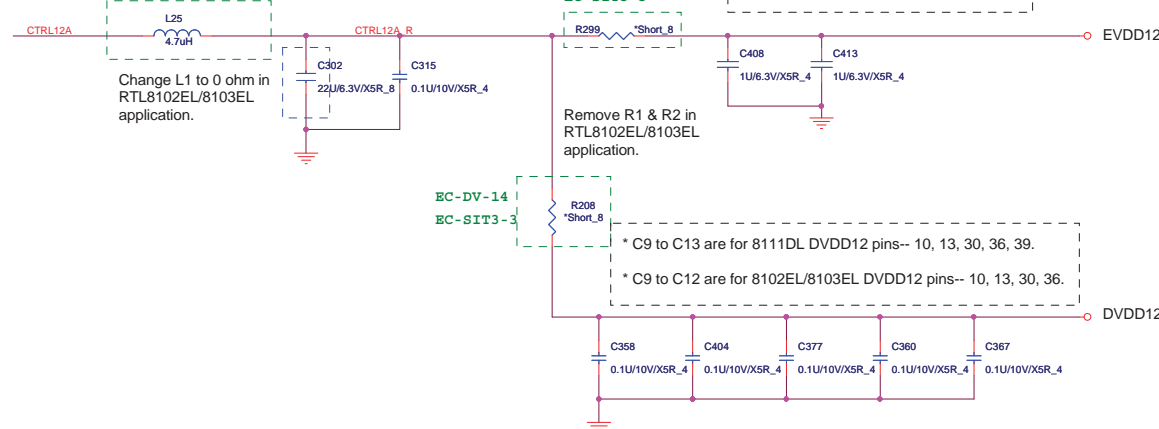 L25
CTRL12A
4.7uH
CTRL12A_R
R299
*Short_8
EVDD12
Change L1 to 0 ohm in
RTL8102EL/8103EL
application.
C302
22U/6.3V/X5R_8
C315
0.1U/10V/X5R_4
C408
1U/6.3V/X5R_4
C413
1U/6.3V/X5R_4
Remove R1 & R2 in
RTL8102EL/8103EL
application.
EC-DV-14
EC-SIT3-3
R208
*Short_8
* C9 to C13 are for 8111DL DVDD12 pins-- 10, 13, 30, 36, 39.
* C9 to C12 are for 8102EL/8103EL DVDD12 pins-- 10, 13, 30, 36.
DVDD12
C358
0.1U/10V/X5R_4
C404
0.1U/10V/X5R_4
C377
0.1U/10V/X5R_4
C360
0.1U/10V/X5R_4
C367
0.1U/10V/X5R_4